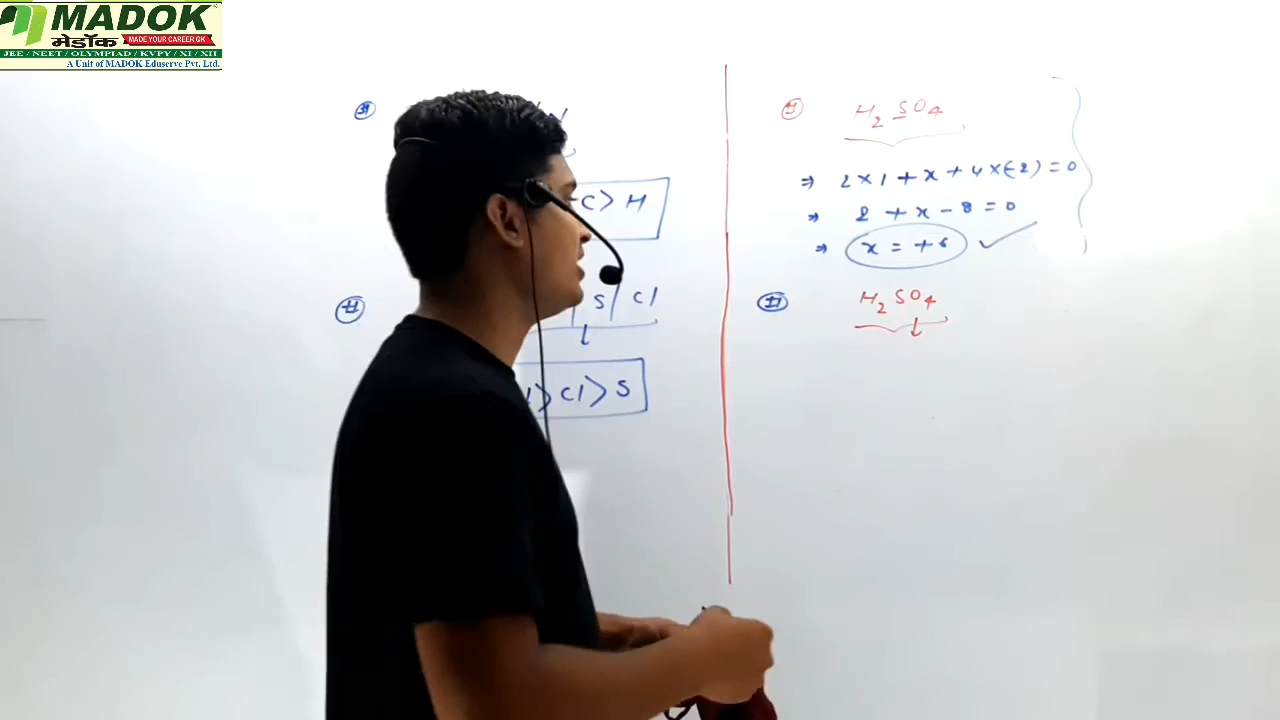 MADOK
मेडॉक MADE YOUR CAREER GK
JEE / NEET / OLYMPIAD / KVPY / XI / XII
A Unit of MADOK Eduserve Pvt. Ltd.
C > H
S Cl
> Cl > S
H2SO4
⇒ 2 × 1 + x + 4 × (-2) = 0
⇒ 2 + x - 8 = 0
⇒ x = +6 ✓
H2SO4